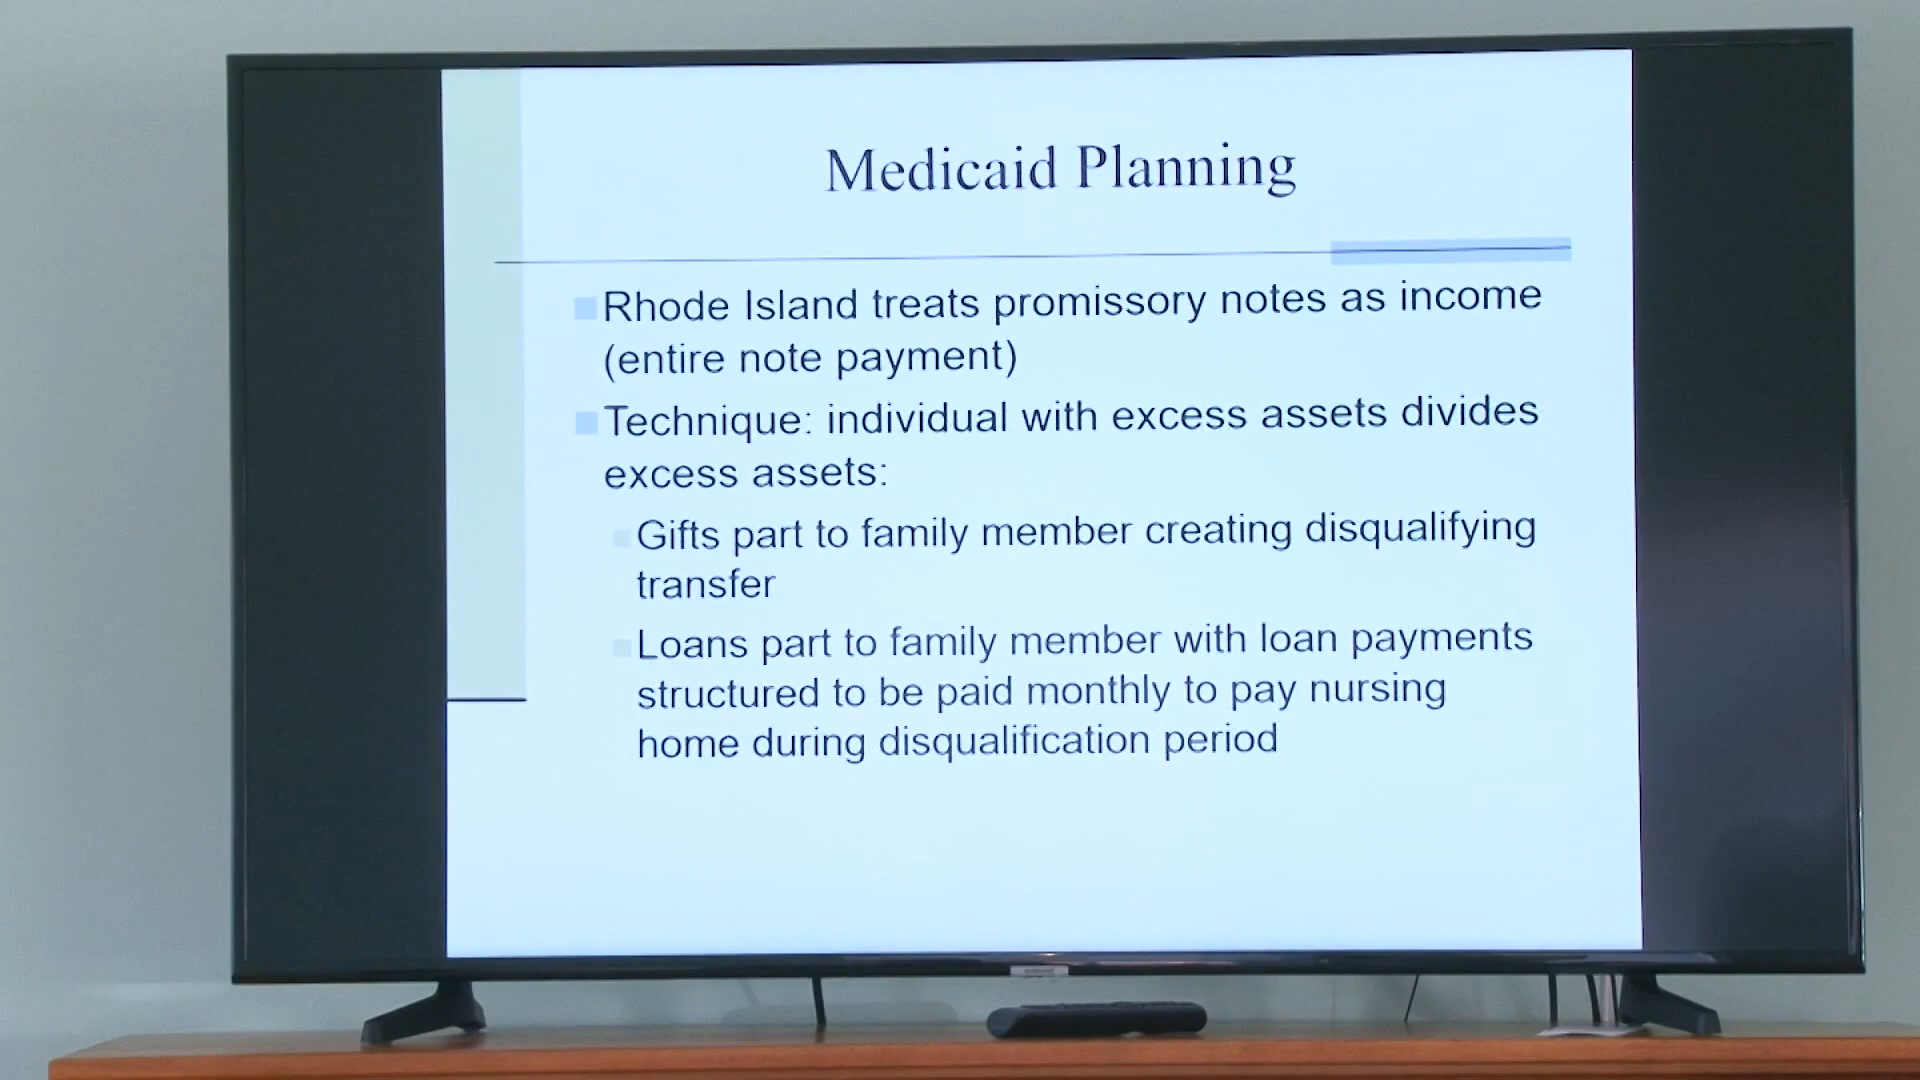 Medicaid Planning
Rhode Island treats promissory notes as income
(entire note payment)
Technique: individual with excess assets divides
excess assets:
Gifts part to family member creating disqualifying
transfer
Loans part to family member with loan payments
structured to be paid monthly to pay nursing
home during disqualification period